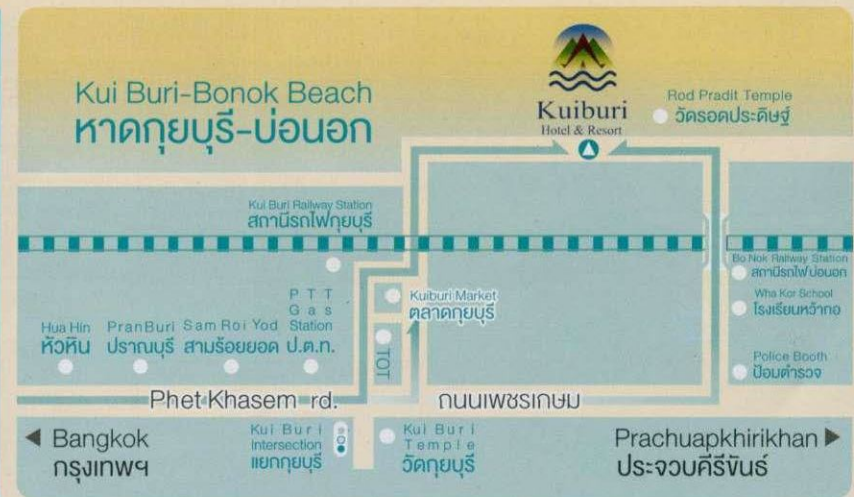 Kui Buri-Bonok Beach
หาดกุยบุรี-บ่อนอก
Kuiburi
Hotel & Resort
Rod Pradit Temple
วัดรอดประดิษฐ์
Kui Buri Railway Station
สถานีรถไฟกุยบุรี
Bo Nok Railway Station
สถานีรถไฟบ่อนอก
Wha Kor School
โรงเรียนหว้ากอ
Police Booth
ป้อมตำรวจ
Kuiburi Market
ตลาดกุยบุรี
TOT
Hua Hin
หัวหิน
PranBuri
ปราณบุรี
Sam Roi Yod
สามร้อยยอด
PTT
Gas
Station
ป.ต.ท.
Phet Khasem rd.
ถนนเพชรเกษม
Bangkok
กรุงเทพฯ
Kui Buri
Intersection
แยกกุยบุรี
Kui Buri
Temple
วัดกุยบุรี
Prachuapkhirikhan
ประจวบคีรีขันธ์